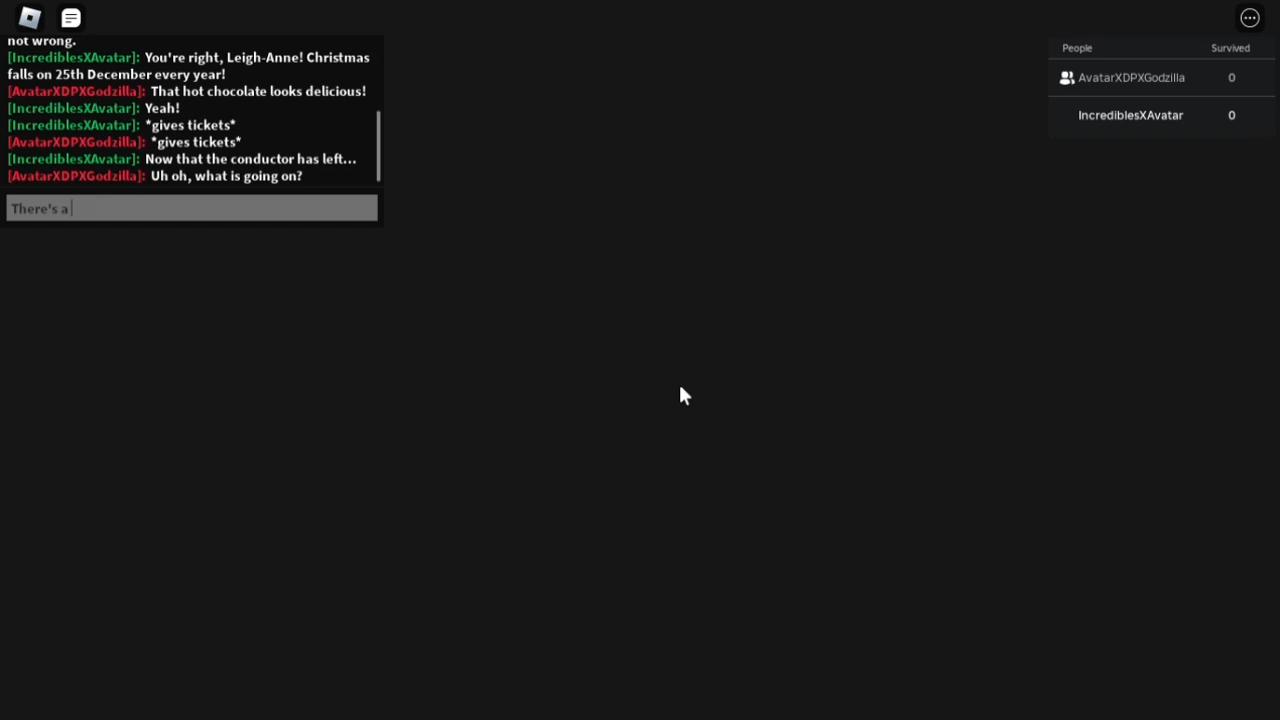 not wrong.
[IncrediblesXAvatar]: You're right, Leigh-Anne! Christmas
falls on 25th December every year!
[AvatarXDPXGodzilla]: That hot chocolate looks delicious!
[IncrediblesXAvatar]: Yeah!
[IncrediblesXAvatar]: *gives tickets*
[AvatarXDPXGodzilla]: *gives tickets*
[IncrediblesXAvatar]: Now that the conductor has left...
[AvatarXDPXGodzilla]: Uh oh, what is going on?
There's a
People Survived
AvatarXDPXGodzilla 0
IncrediblesXAvatar 0